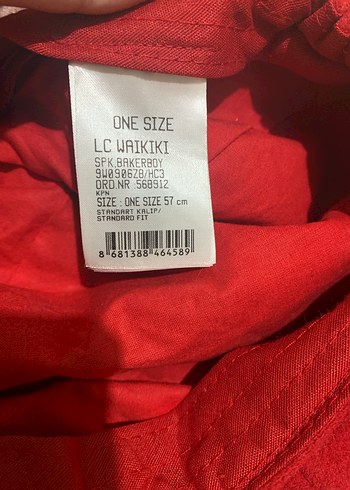 ONE SIZE
LC WAIKIKI
SPK,BAKERBOY
9W0906Z8/HC3
ORD.NR :568912
KPN
SIZE : ONE SIZE 57 cm
STANDART KALIP/
STANDARD FIT
8 681388 464589